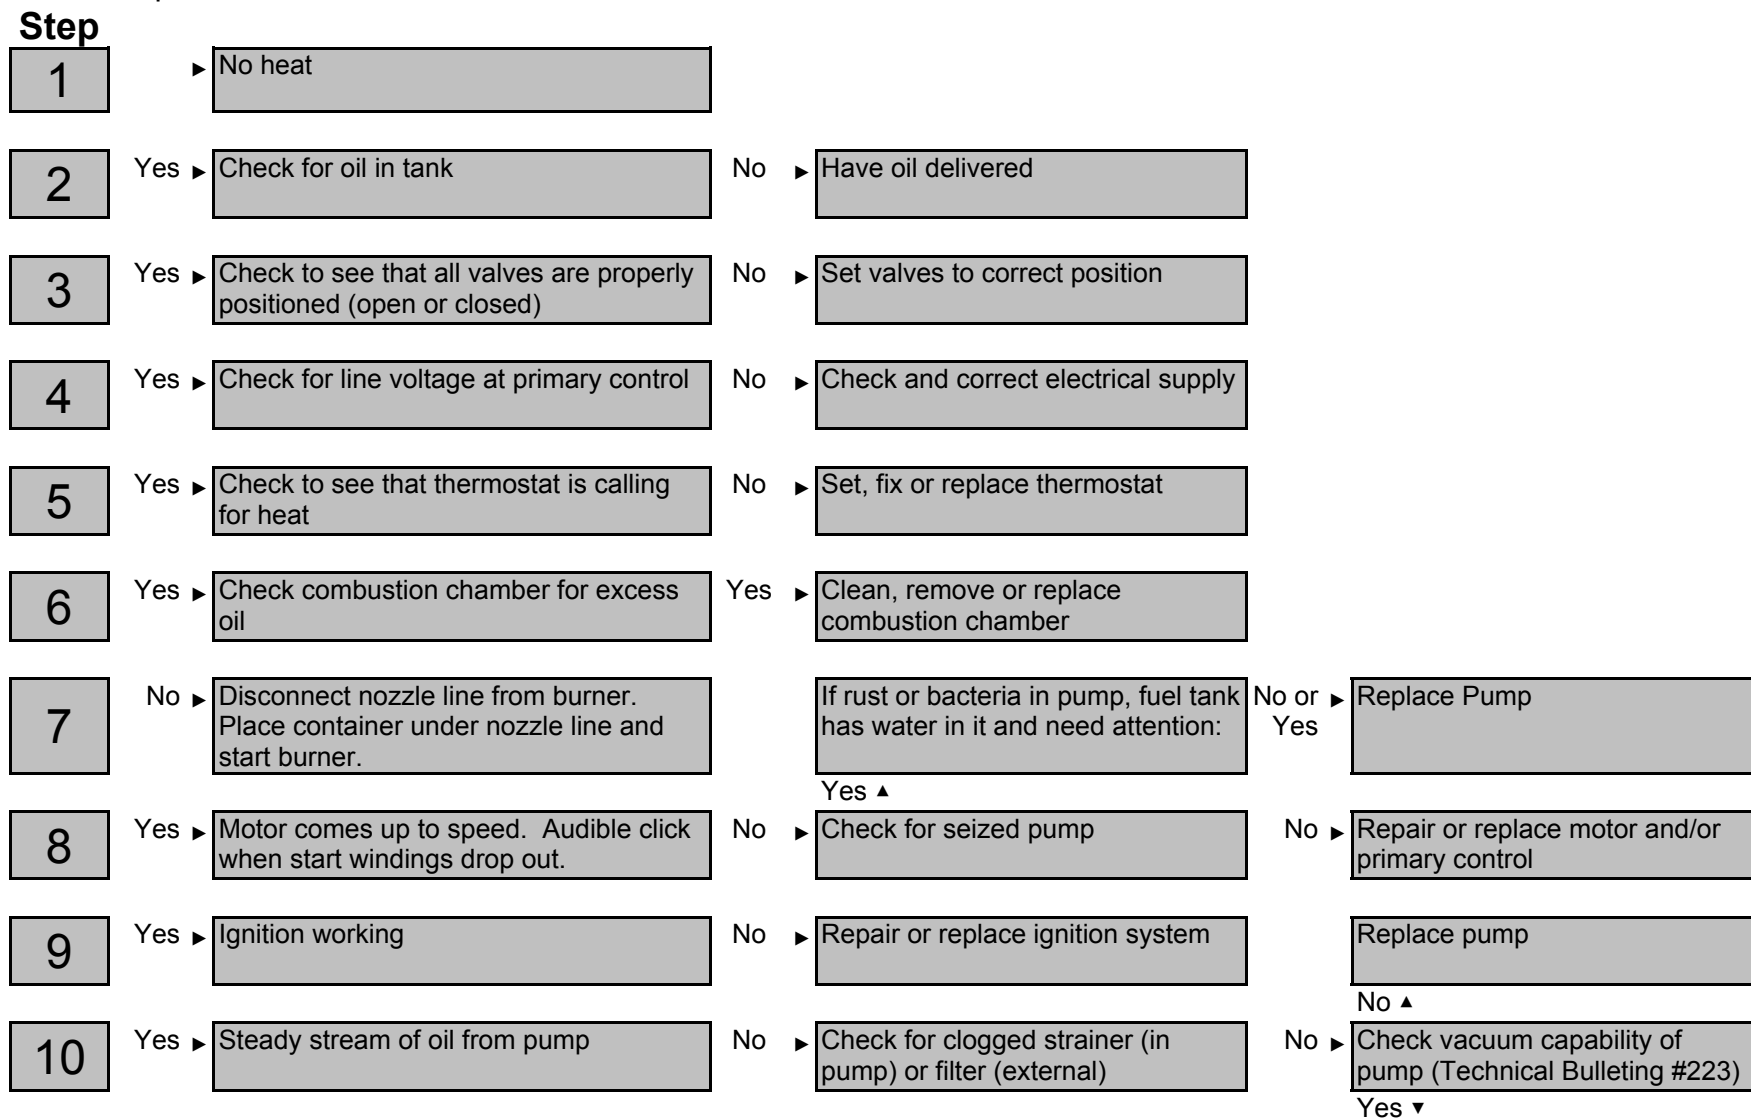 Step
1
► No heat
2
Yes ► Check for oil in tank
No ► Have oil delivered
3
Yes ► Check to see that all valves are properly
positioned (open or closed)
No ► Set valves to correct position
4
Yes ► Check for line voltage at primary control
No ► Check and correct electrical supply
5
Yes ► Check to see that thermostat is calling
for heat
No ► Set, fix or replace thermostat
6
Yes ► Check combustion chamber for excess
oil
Yes ► Clean, remove or replace
combustion chamber
7
No ► Disconnect nozzle line from burner.
Place container under nozzle line and
start burner.
If rust or bacteria in pump, fuel tank
has water in it and need attention:
No or ►
Yes
Replace Pump
Yes ▲
8
Yes ► Motor comes up to speed.  Audible click
when start windings drop out.
No ► Check for seized pump
No ► Repair or replace motor and/or
primary control
9
Yes ► Ignition working
No ► Repair or replace ignition system
Replace pump
No ▲
10
Yes ► Steady stream of oil from pump
No ► Check for clogged strainer (in
pump) or filter (external)
No ► Check vacuum capability of
pump (Technical Bulleting #223)
Yes ▼